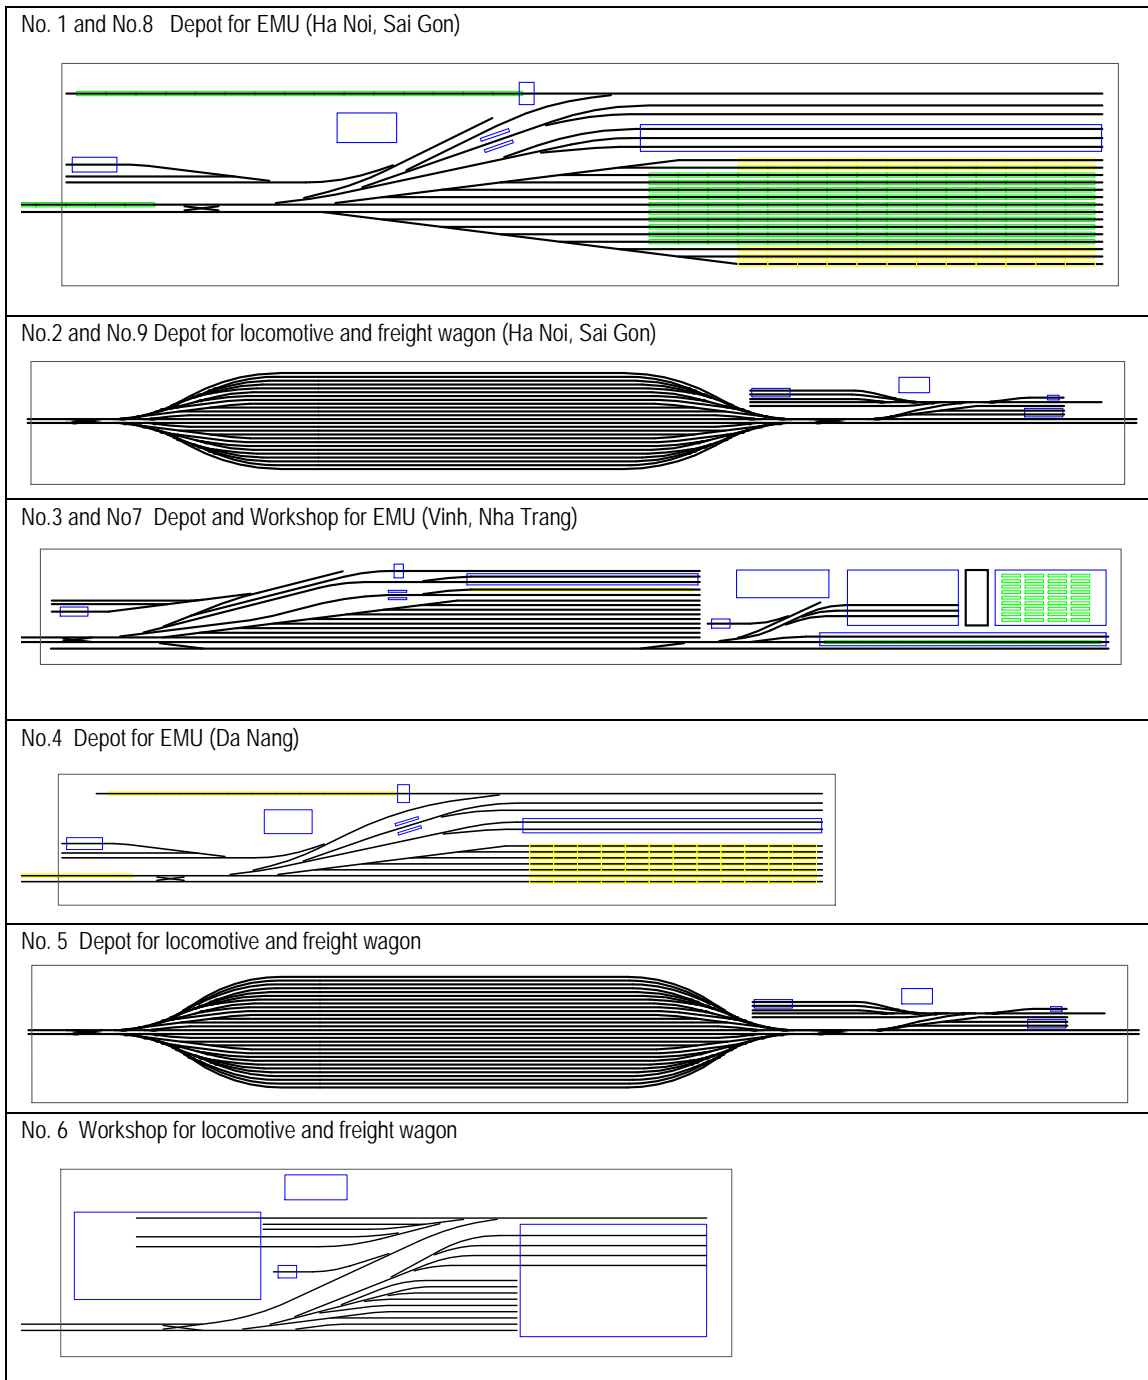 No. 1 and No.8 Depot for EMU (Ha Noi, Sai Gon)
No.2 and No.9 Depot for locomotive and freight wagon (Ha Noi, Sai Gon)
No.3 and No7 Depot and Workshop for EMU (Vinh, Nha Trang)
No.4 Depot for EMU (Da Nang)
No. 5 Depot for locomotive and freight wagon
No. 6 Workshop for locomotive and freight wagon